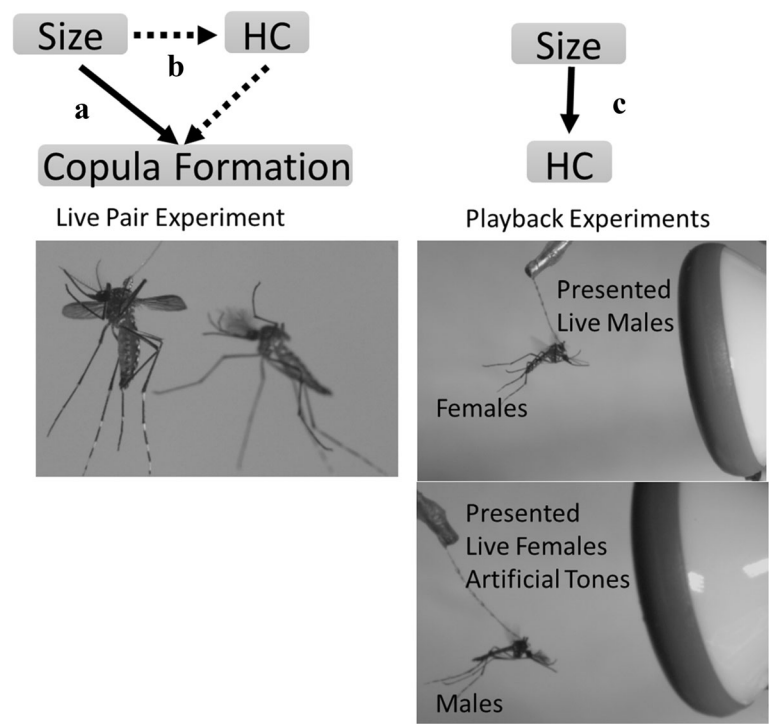 Size
HC
b
a
Copula Formation
Live Pair Experiment
Size
c
HC
Playback Experiments
Presented
Live Males
Females
Presented
Live Females
Artificial Tones
Males